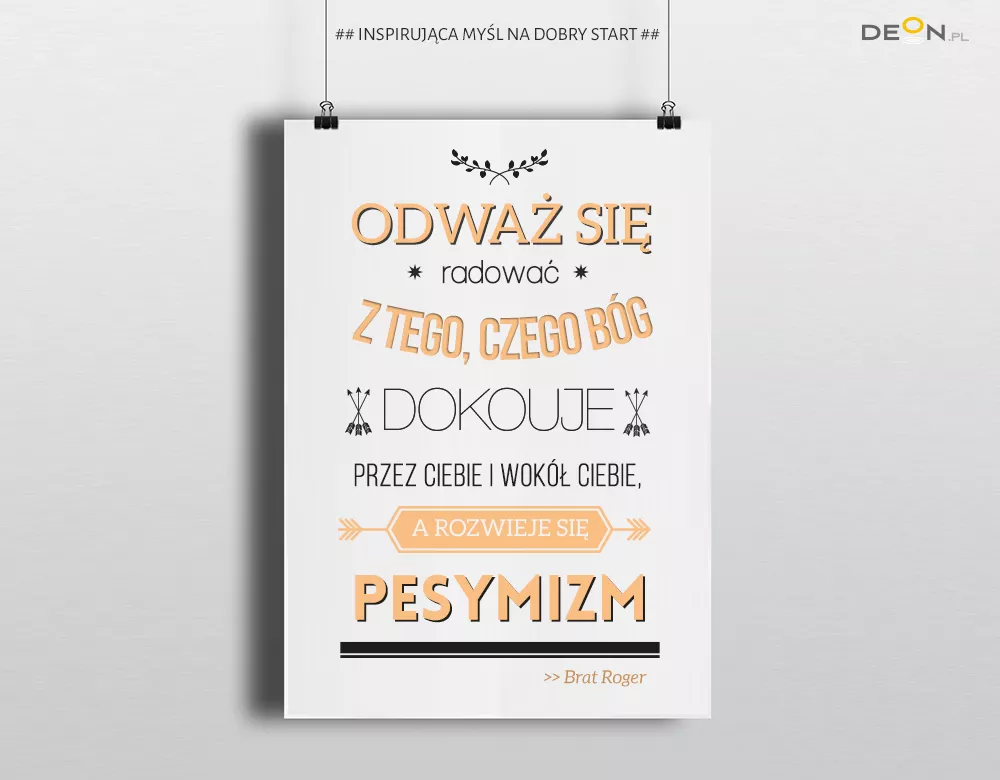 ## INSPIRUJĄCA MYŚL NA DOBRY START ##
DEON.PL
ODWAŻ SIĘ
radować
Z TEGO, CZEGO BÓG
DOKOUJE
PRZEZ CIEBIE I WOKÓŁ CIEBIE,
A ROZWIEJE SIĘ
PESYMIZM
>> Brat Roger